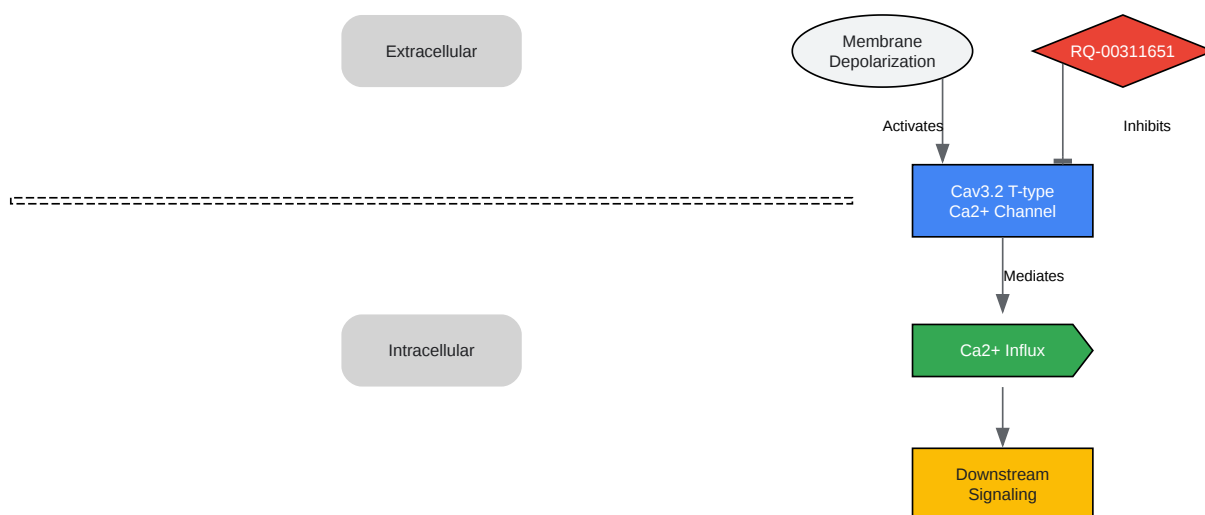 Extracellular
Membrane
Depolarization
RQ-00311651
Activates
Inhibits
Cav3.2 T-type
Ca2+ Channel
Mediates
Intracellular
Ca2+ Influx
Downstream
Signaling